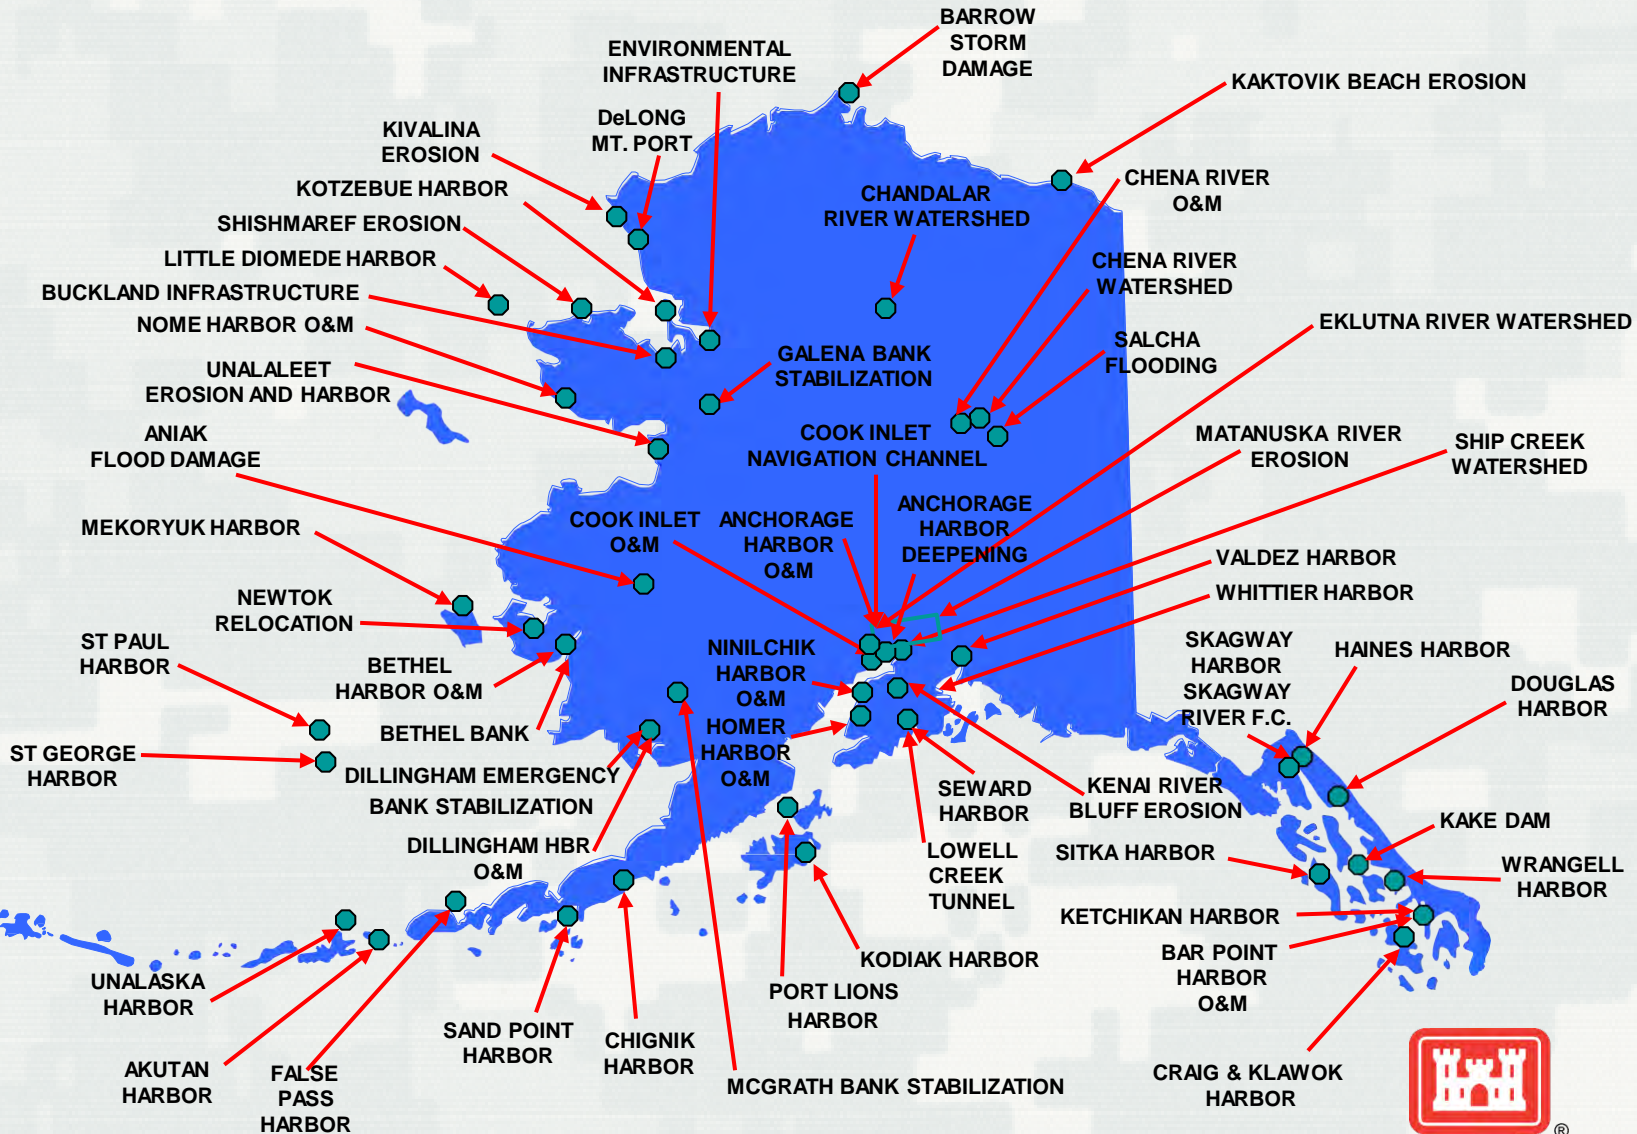 BARROW
STORM
DAMAGE
ENVIRONMENTAL
INFRASTRUCTURE
KAKTOVIK BEACH EROSION
DeLONG
MT. PORT
KIVALINA
EROSION
KOTZEBUE HARBOR
CHENA RIVER
O&M
CHANDALAR
RIVER WATERSHED
SHISHMAREF EROSION
LITTLE DIOMEDE HARBOR
CHENA RIVER
WATERSHED
BUCKLAND INFRASTRUCTURE
NOME HARBOR O&M
EKLUTNA RIVER WATERSHED
SALCHA
FLOODING
GALENA BANK
STABILIZATION
UNALALEET
EROSION AND HARBOR
ANIAK
FLOOD DAMAGE
COOK INLET
NAVIGATION CHANNEL
MATANUSKA RIVER
EROSION
SHIP CREEK
WATERSHED
MEKORYUK HARBOR
COOK INLET
O&M
ANCHORAGE
HARBOR
O&M
ANCHORAGE
HARBOR
DEEPENING
VALDEZ HARBOR
WHITTIER HARBOR
NEWTOK
RELOCATION
ST PAUL
HARBOR
BETHEL
HARBOR O&M
NINILCHIK
HARBOR
O&M
SKAGWAY
HARBOR
SKAGWAY
RIVER F.C.
HAINES HARBOR
DOUGLAS
HARBOR
BETHEL BANK
HOMER
HARBOR
O&M
ST GEORGE
HARBOR
DILLINGHAM EMERGENCY
BANK STABILIZATION
SEWARD
HARBOR
KENAI RIVER
BLUFF EROSION
KAKE DAM
DILLINGHAM HBR
O&M
LOWELL
CREEK
TUNNEL
SITKA HARBOR
WRANGELL
HARBOR
KETCHIKAN HARBOR
KODIAK HARBOR
BAR POINT
HARBOR
O&M
UNALASKA
HARBOR
PORT LIONS
HARBOR
SAND POINT
HARBOR
CHIGNIK
HARBOR
AKUTAN
HARBOR
FALSE
PASS
HARBOR
MCGRATH BANK STABILIZATION
CRAIG & KLAWOK
HARBOR
®